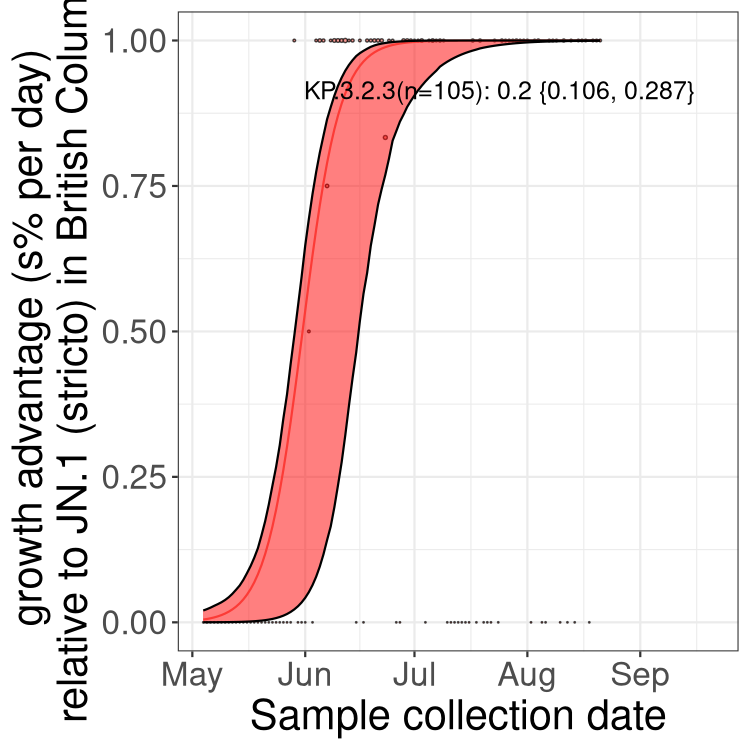 growth advantage (s% per day)
relative to JN.1 (stricto) in British Colum
1.00
0.75
0.50
0.25
0.00
KP.3.2.3(n=105): 0.2 {0.106, 0.287}
May Jun Jul Aug Sep
Sample collection date